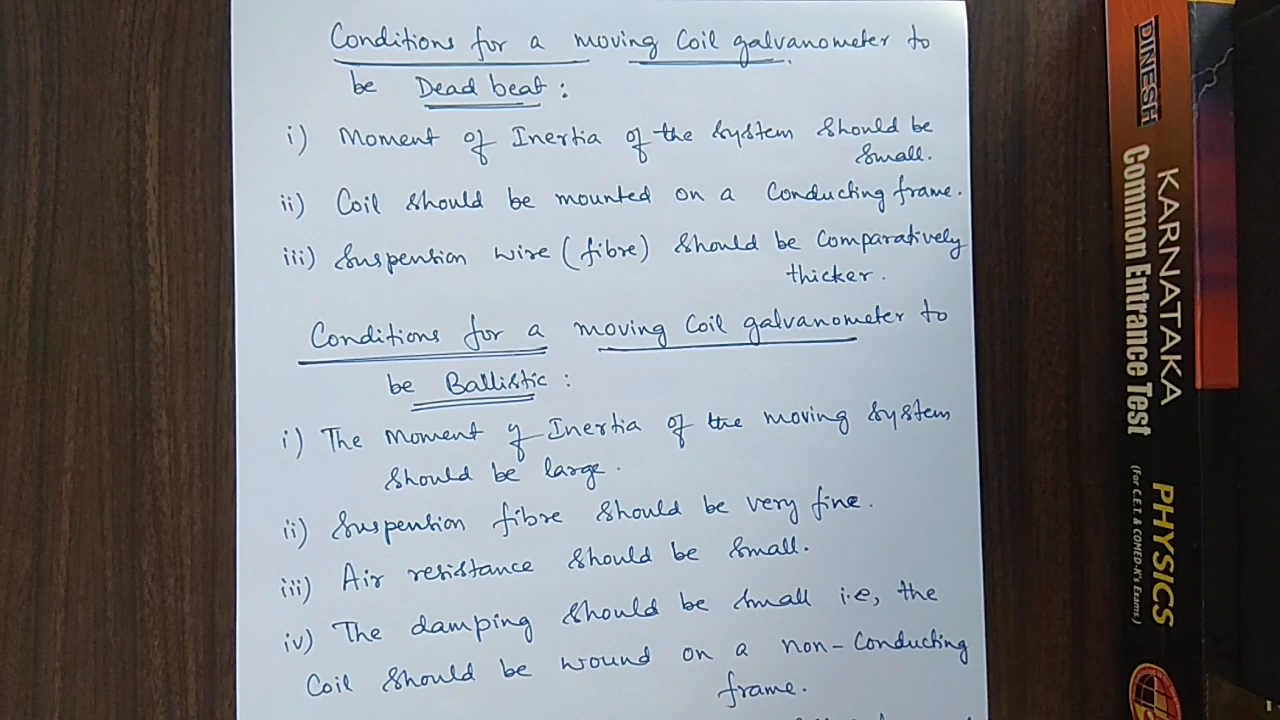 Conditions for a moving Coil galvanometer to
be Dead beat :
i) Moment of Inertia of the system should be
small.
ii) Coil should be mounted on a Conducting frame.
iii) Suspension wire (fibre) should be Comparatively
thicker.
Conditions for a moving Coil galvanometer to
be Ballistic :
i) The Moment of Inertia of the moving system
should be large.
ii) Suspension fibre should be very fine.
iii) Air resistance should be small.
iv) The damping should be small i.e, the
Coil should be wound on a non-Conducting
frame.
DINESH
KARNATAKA
Common Entrance Test
PHYSICS
(For C.E.T. & COMED-K's Exams.)